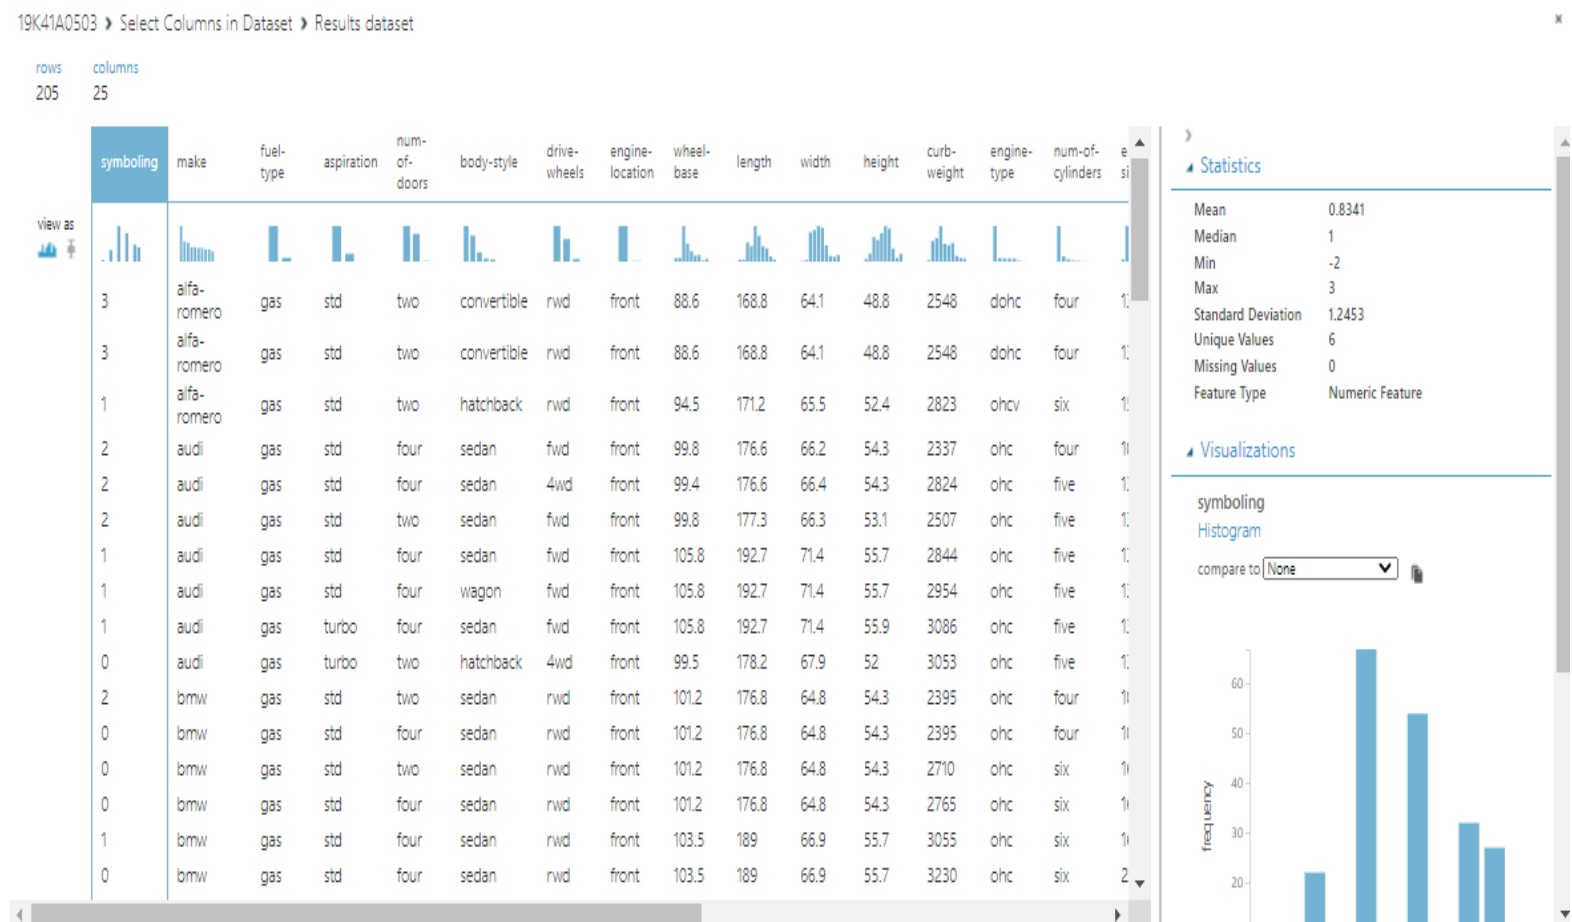 19K41A0503 › Select Columns in Dataset › Results dataset
rows columns
205 25
symboling make fuel-type aspiration num-of-doors body-style drive-wheels engine-location wheel-base length width height curb-weight engine-type num-of-cylinders
view as
3 alfa-romero gas std two convertible rwd front 88.6 168.8 64.1 48.8 2548 dohc four
3 alfa-romero gas std two convertible rwd front 88.6 168.8 64.1 48.8 2548 dohc four
1 alfa-romero gas std two hatchback rwd front 94.5 171.2 65.5 52.4 2823 ohcv six
2 audi gas std four sedan fwd front 99.8 176.6 66.2 54.3 2337 ohc four
2 audi gas std four sedan 4wd front 99.4 176.6 66.4 54.3 2824 ohc five
2 audi gas std two sedan fwd front 99.8 177.3 66.3 53.1 2507 ohc five
1 audi gas std four sedan fwd front 105.8 192.7 71.4 55.7 2844 ohc five
1 audi gas std four wagon fwd front 105.8 192.7 71.4 55.7 2954 ohc five
1 audi gas turbo four sedan fwd front 105.8 192.7 71.4 55.9 3086 ohc five
0 audi gas turbo two hatchback 4wd front 99.5 178.2 67.9 52 3053 ohc five
2 bmw gas std two sedan rwd front 101.2 176.8 64.8 54.3 2395 ohc four
0 bmw gas std four sedan rwd front 101.2 176.8 64.8 54.3 2395 ohc four
0 bmw gas std two sedan rwd front 101.2 176.8 64.8 54.3 2710 ohc six
0 bmw gas std four sedan rwd front 101.2 176.8 64.8 54.3 2765 ohc six
1 bmw gas std four sedan rwd front 103.5 189 66.9 55.7 3055 ohc six
0 bmw gas std four sedan rwd front 103.5 189 66.9 55.7 3230 ohc six
Statistics
Mean 0.8341
Median 1
Min -2
Max 3
Standard Deviation 1.2453
Unique Values 6
Missing Values 0
Feature Type Numeric Feature
Visualizations
symboling
Histogram
compare to None
60
50
40
30
20
frequency